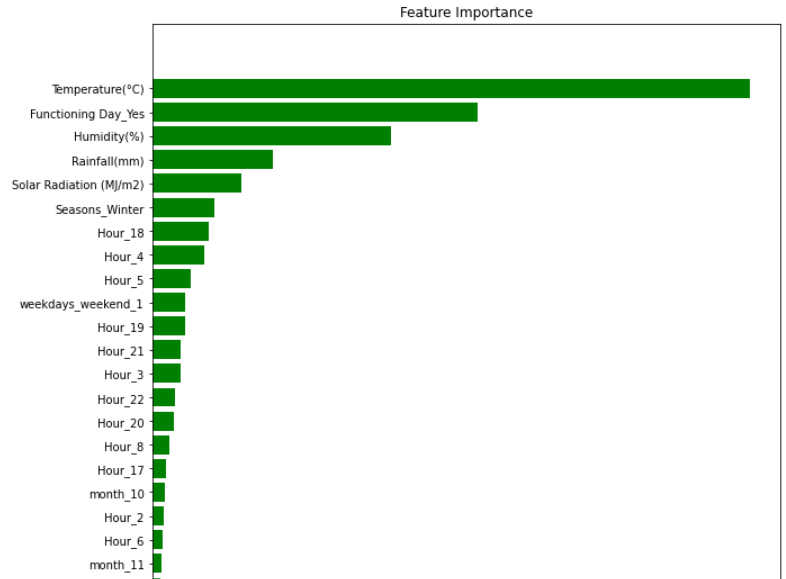 Feature Importance
Temperature(°C)
Functioning Day_Yes
Humidity(%)
Rainfall(mm)
Solar Radiation (MJ/m2)
Seasons_Winter
Hour_18
Hour_4
Hour_5
weekdays_weekend_1
Hour_19
Hour_21
Hour_3
Hour_22
Hour_20
Hour_8
Hour_17
month_10
Hour_2
Hour_6
month_11